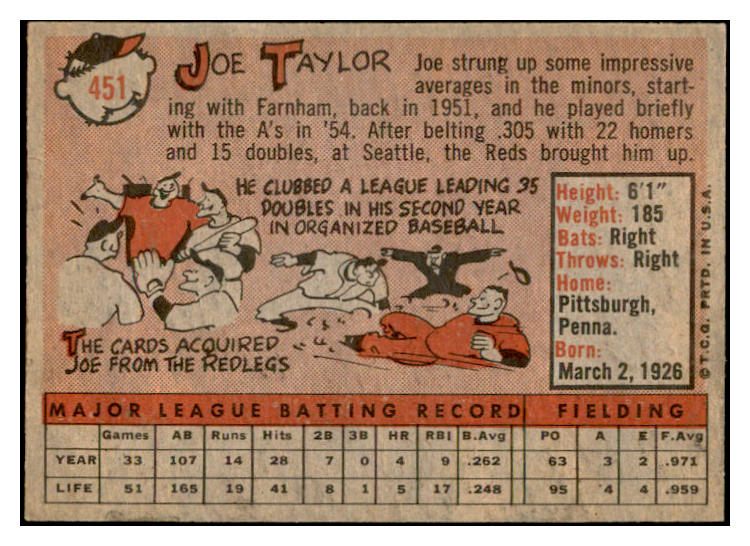 451
JOE TAYLOR
Joe strung up some impressive
averages in the minors, start-
ing with Farnham, back in 1951, and he played briefly
with the A's in '54. After belting .305 with 22 homers
and 15 doubles, at Seattle, the Reds brought him up.
HE CLUBBED A LEAGUE LEADING 35
DOUBLES IN HIS SECOND YEAR
IN ORGANIZED BASEBALL
THE CARDS ACQUIRED
JOE FROM THE REDLEGS
Height: 6'1"
Weight: 185
Bats: Right
Throws: Right
Home:
Pittsburgh,
Penna.
Born:
March 2, 1926
© T.C.G. PRTD. IN U.S.A.
MAJOR LEAGUE BATTING RECORD FIELDING
Games AB Runs Hits 2B 3B HR RBI B.Avg PO A E F.Avg
YEAR 33 107 14 28 7 0 4 9 .262 63 3 2 .971
LIFE 51 165 19 41 8 1 5 17 .248 95 4 4 .959